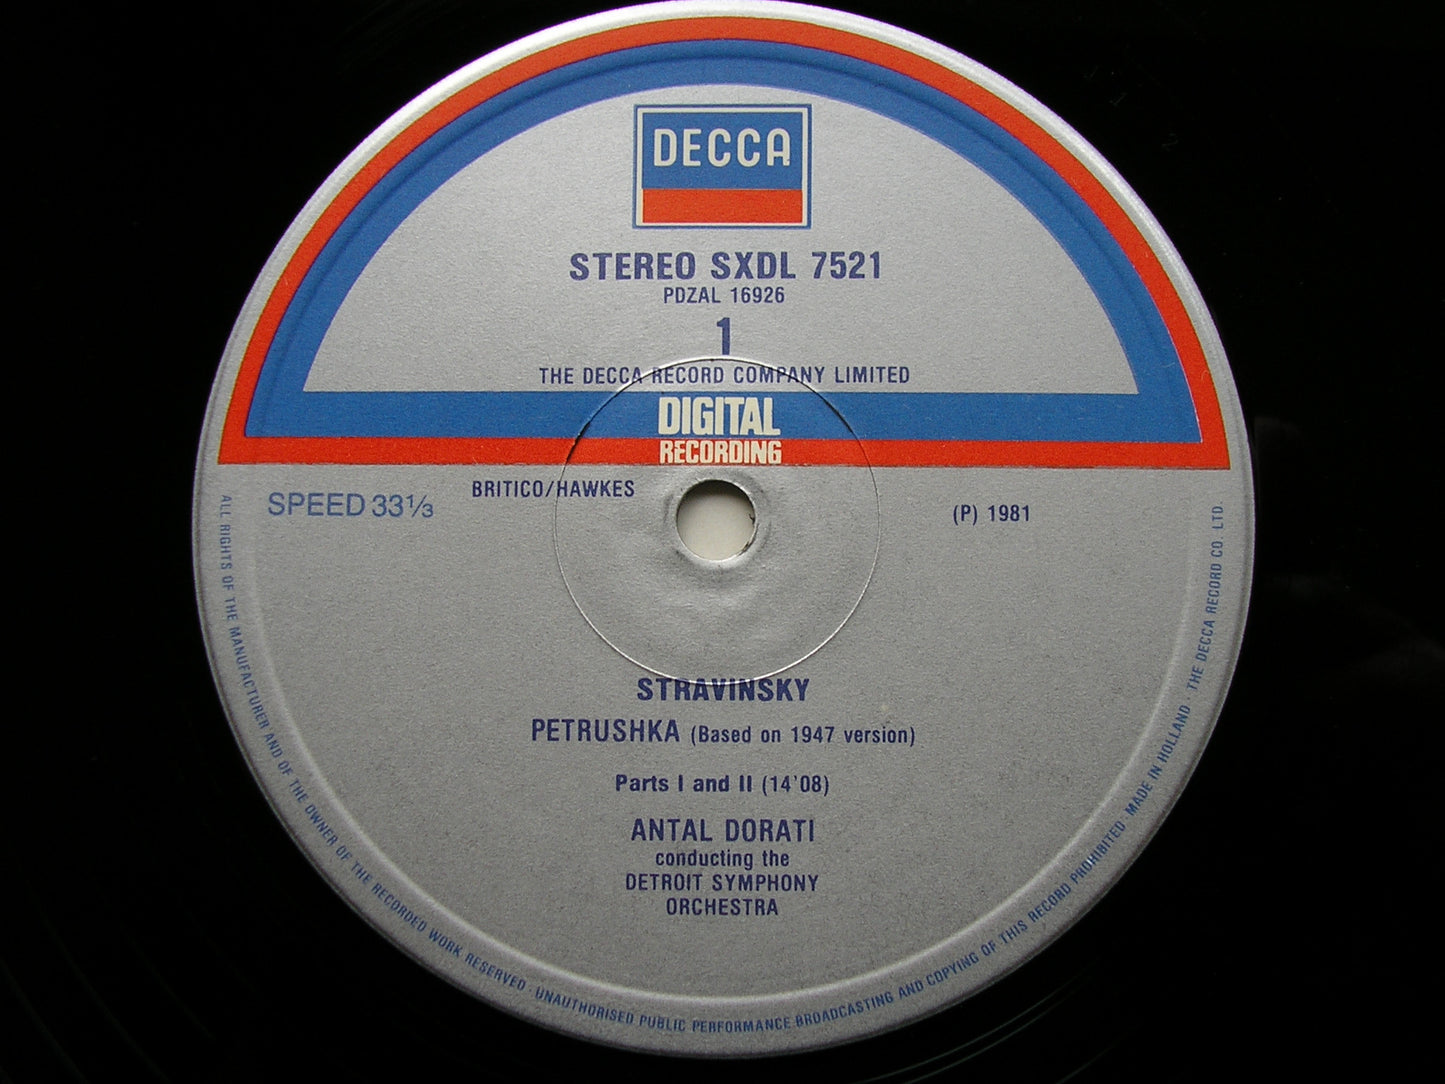 DECCA
STEREO SXDL 7521
PDZAL 16926
1
THE DECCA RECORD COMPANY LIMITED
DIGITAL
RECORDING
BRITICO/HAWKES
SPEED 33⅓
(P) 1981
STRAVINSKY
PETRUSHKA (Based on 1947 version)
Parts I and II (14'08)
ANTAL DORATI
conducting the
DETROIT SYMPHONY
ORCHESTRA
ALL RIGHTS OF THE MANUFACTURER AND OF THE OWNER OF THE RECORDED WORK RESERVED · UNAUTHORISED PUBLIC PERFORMANCE BROADCASTING AND COPYING OF THIS RECORD PROHIBITED · MADE IN HOLLAND · THE DECCA RECORD CO LTD.